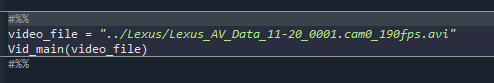 #%%
video_file = "../Lexus/Lexus_AV_Data_11-20_0001.cam0_190fps.avi"
Vid_main(video_file)
#%%